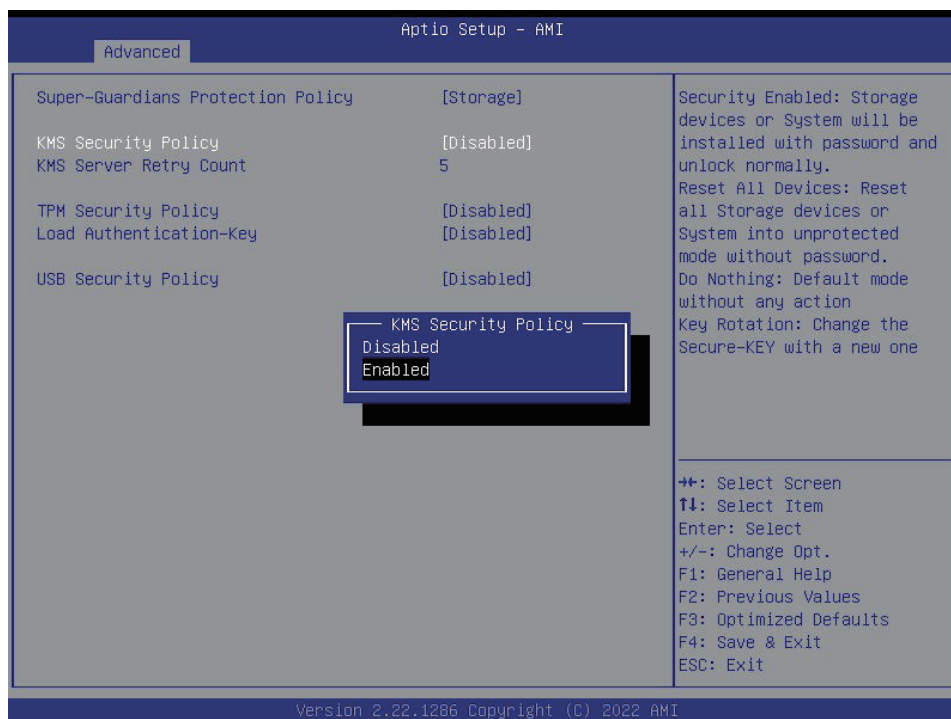 Aptio Setup – AMI
Advanced
Super-Guardians Protection Policy [Storage]
KMS Security Policy [Disabled]
KMS Server Retry Count 5
TPM Security Policy [Disabled]
Load Authentication-Key [Disabled]
USB Security Policy [Disabled]
KMS Security Policy
Disabled
Enabled
Security Enabled: Storage
devices or System will be
installed with password and
unlock normally.
Reset All Devices: Reset
all Storage devices or
System into unprotected
mode without password.
Do Nothing: Default mode
without any action
Key Rotation: Change the
Secure-KEY with a new one
→←: Select Screen
↑↓: Select Item
Enter: Select
+/-: Change Opt.
F1: General Help
F2: Previous Values
F3: Optimized Defaults
F4: Save & Exit
ESC: Exit
Version 2.22.1286 Copyright (C) 2022 AMI